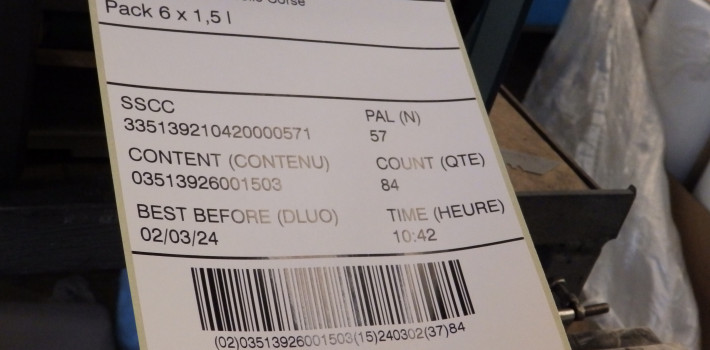 Corse
Pack 6 x 1,5 l
SSCC
335139210420000571
PAL (N)
57
CONTENT (CONTENU)
03513926001503
COUNT (QTE)
84
BEST BEFORE (DLUO)
02/03/24
TIME (HEURE)
10:42
(02)03513926001503(15)240302(37)84